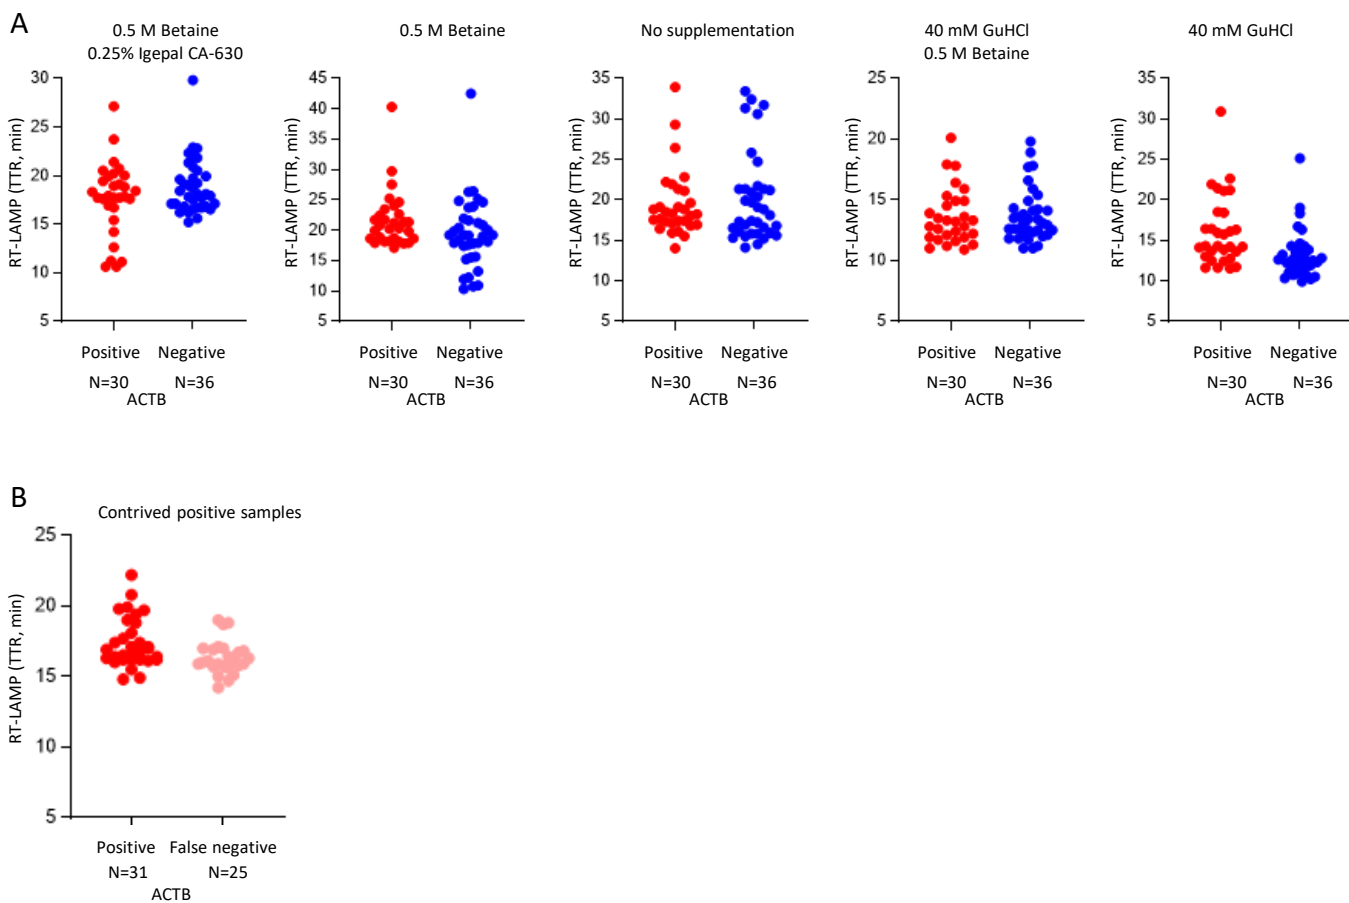 A
0.5 M Betaine
0.25% Igepal CA-630
0.5 M Betaine
No supplementation
40 mM GuHCl
0.5 M Betaine
40 mM GuHCl
RT-LAMP (TTR, min)
30
25
20
15
10
5
Positive Negative
N=30 N=36
ACTB
RT-LAMP (TTR, min)
45
40
35
30
25
20
15
10
5
Positive Negative
N=30 N=36
ACTB
RT-LAMP (TTR, min)
35
30
25
20
15
10
5
Positive Negative
N=30 N=36
ACTB
RT-LAMP (TTR, min)
25
20
15
10
5
Positive Negative
N=30 N=36
ACTB
RT-LAMP (TTR, min)
35
30
25
20
15
10
5
Positive Negative
N=30 N=36
ACTB
B
Contrived positive samples
RT-LAMP (TTR, min)
25
20
15
10
5
Positive False negative
N=31 N=25
ACTB